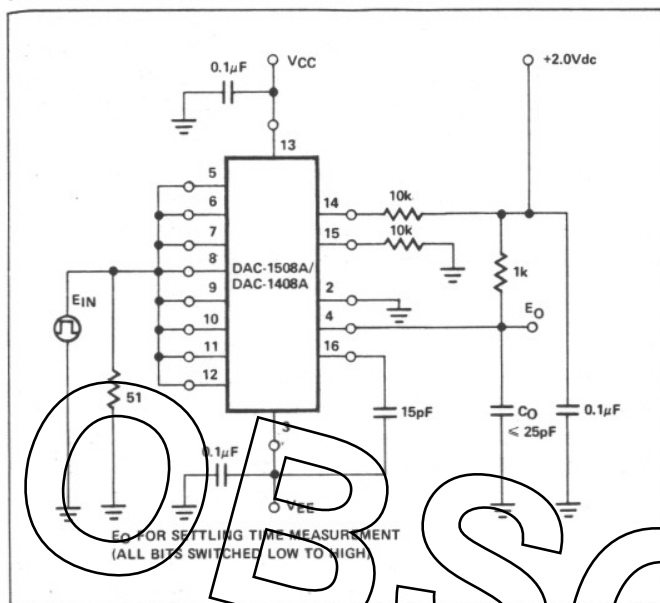 0.1µF
VCC
+2.0Vdc
13
5
6
7
8
9
10
11
12
14
15
2
4
16
10k
10k
1k
DAC-1508A/
DAC-1408A
EIN
51
EO
15pF
CO
≤ 25pF
0.1µF
3
0.1µF
VEE
EO FOR SETTLING TIME MEASUREMENT
(ALL BITS SWITCHED LOW TO HIGH)
OBSO